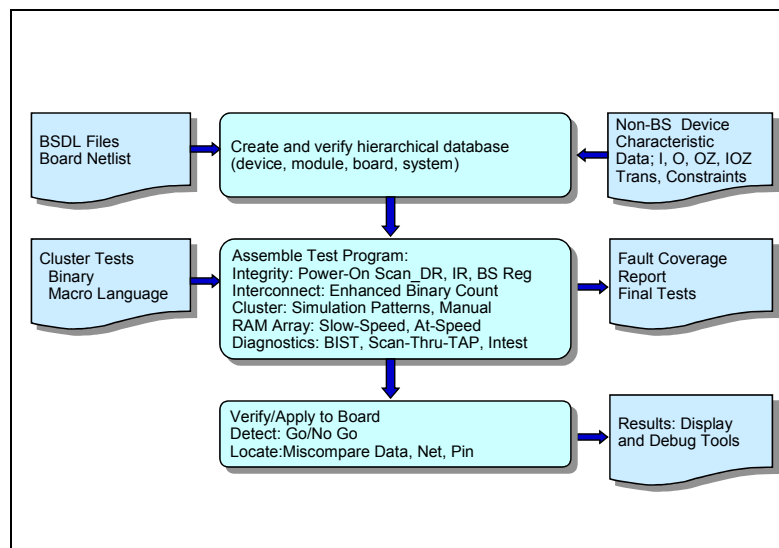 BSDL Files
Board Netlist
Create and verify hierarchical database
(device, module, board, system)
Non-BS Device
Characteristic
Data; I, O, OZ, IOZ
Trans, Constraints
Cluster Tests
Binary
Macro Language
Assemble Test Program:
Integrity: Power-On Scan_DR, IR, BS Reg
Interconnect: Enhanced Binary Count
Cluster: Simulation Patterns, Manual
RAM Array: Slow-Speed, At-Speed
Diagnostics: BIST, Scan-Thru-TAP, Intest
Fault Coverage
Report
Final Tests
Verify/Apply to Board
Detect: Go/No Go
Locate:Miscompare Data, Net, Pin
Results: Display
and Debug Tools